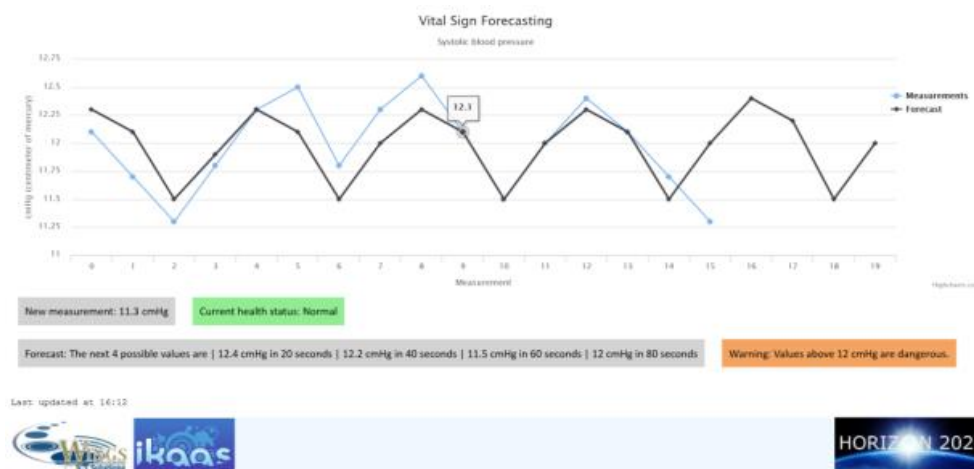 Vital Sign Forecasting
Systolic blood pressure
cmHg (centimeter of mercury)
12.75
12.5
12.25
12
11.75
11.5
11.25
11
12.1
Measurements
Forecast
0 1 2 3 4 5 6 7 8 9 10 11 12 13 14 15 16 17 18 19
Measurement
New measurement: 11.3 cmHg
Current health status: Normal
Forecast: The next 4 possible values are | 12.4 cmHg in 20 seconds | 12.2 cmHg in 40 seconds | 11.5 cmHg in 60 seconds | 12 cmHg in 80 seconds
Warning: Values above 12 cmHg are dangerous.
Last updated at 16:12
WINGS
ikaas
HORIZON 202